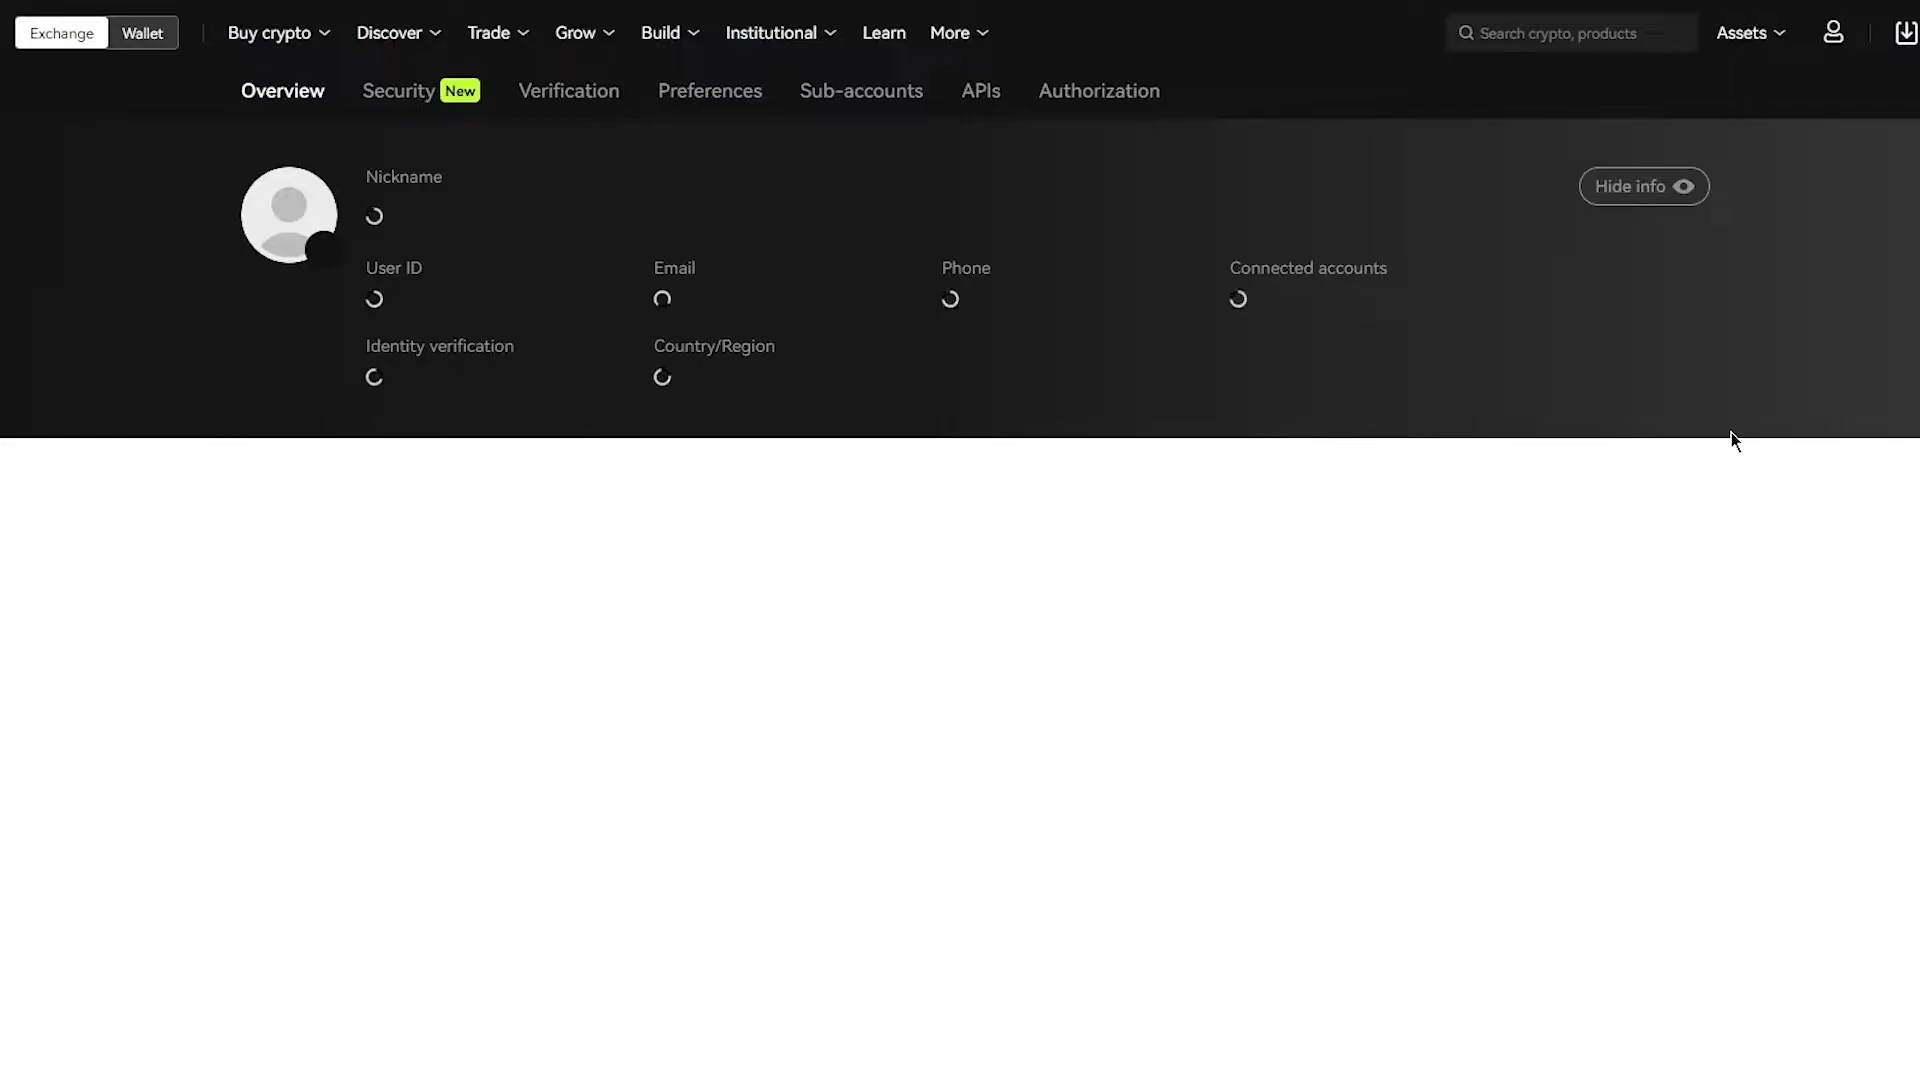 Exchange Wallet Buy crypto Discover Trade Grow Build Institutional Learn More Search crypto, products Assets
Overview Security New Verification Preferences Sub-accounts APIs Authorization
Nickname
Hide info
User ID Email Phone Connected accounts
Identity verification Country/Region